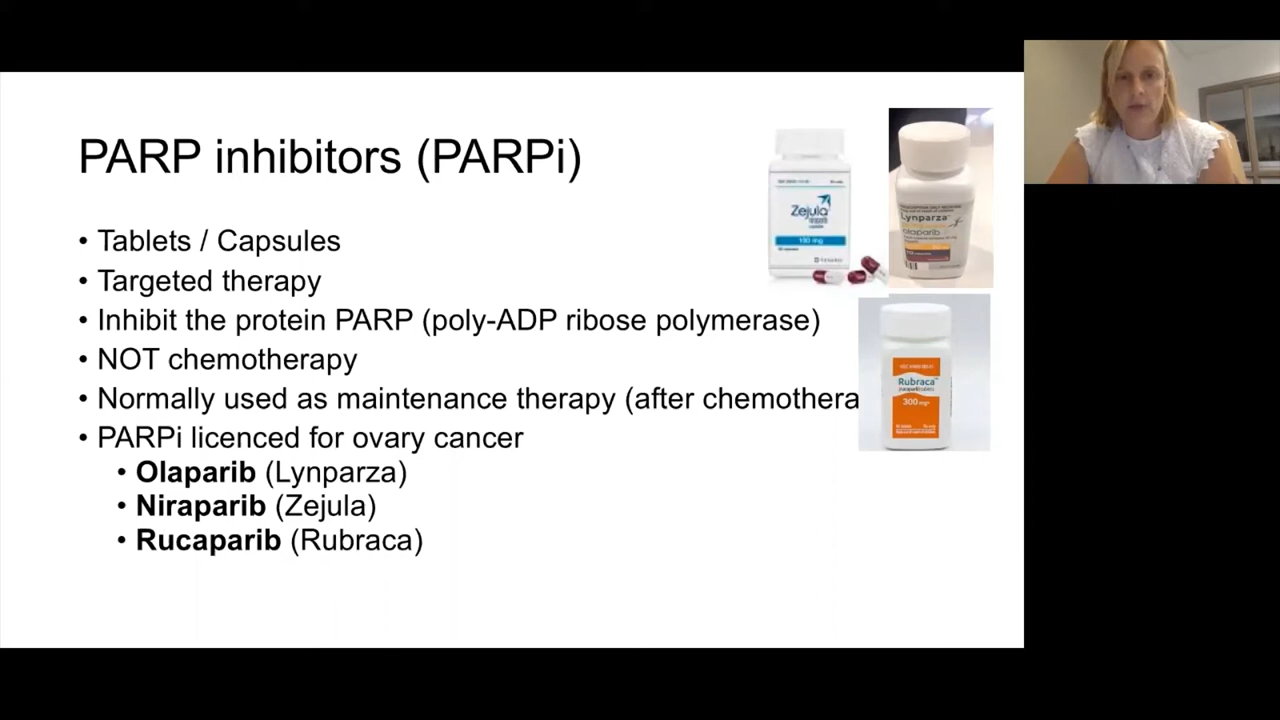 PARP inhibitors (PARPi)
• Tablets / Capsules
• Targeted therapy
• Inhibit the protein PARP (poly-ADP ribose polymerase)
• NOT chemotherapy
• Normally used as maintenance therapy (after chemothera
• PARPi licenced for ovary cancer
• Olaparib (Lynparza)
• Niraparib (Zejula)
• Rucaparib (Rubraca)
Zejula
Lynparza
olaparib
Rubraca
300 mg